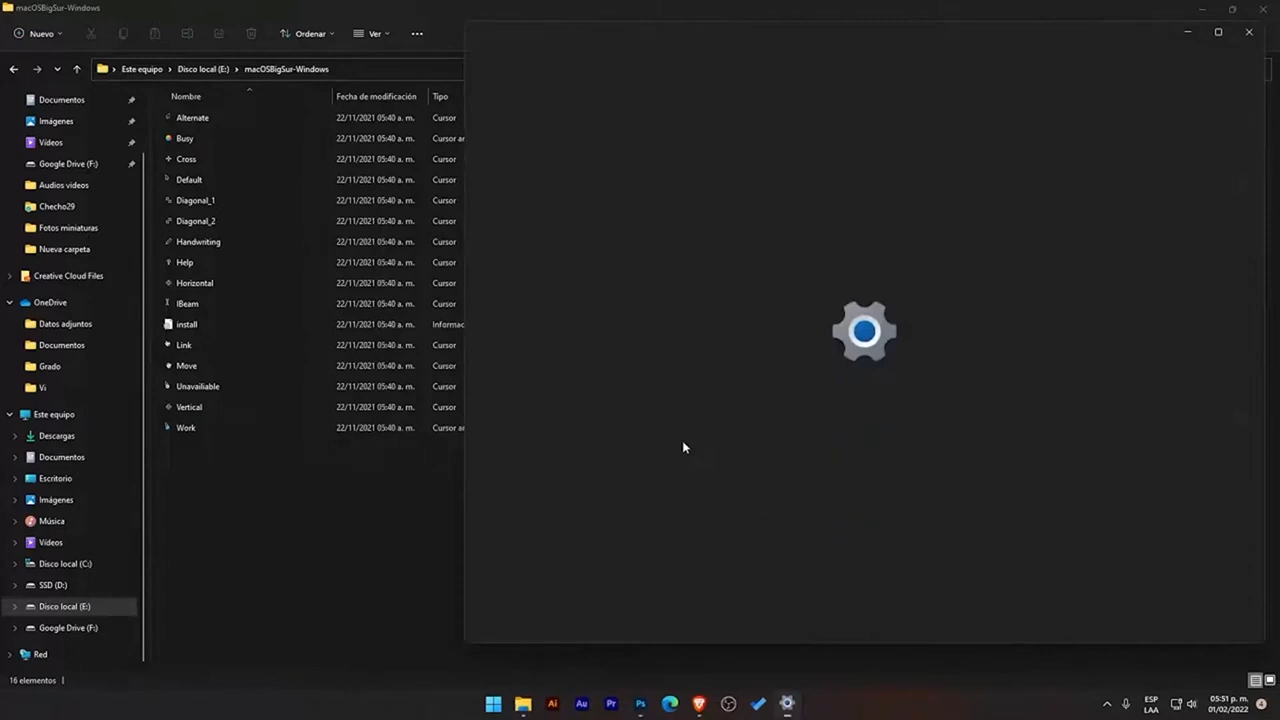 macOSBigSur-Windows
Nuevo
Ordenar
Ver
Este equipo
Disco local (E:)
macOSBigSur-Windows
Nombre
Fecha de modificación
Tipo
Documentos
Imágenes
Vídeos
Google Drive (F:)
Audios videos
Checho29
Fotos miniaturas
Nueva carpeta
Creative Cloud Files
OneDrive
Datos adjuntos
Documentos
Grado
Vi
Este equipo
Descargas
Documentos
Escritorio
Imágenes
Música
Vídeos
Disco local (C:)
SSD (D:)
Disco local (E:)
Google Drive (F:)
Red
Alternate 22/11/2021 05:40 a. m. Cursor
Busy 22/11/2021 05:40 a. m. Cursor ar
Cross 22/11/2021 05:40 a. m. Cursor
Default 22/11/2021 05:40 a. m. Cursor
Diagonal_1 22/11/2021 05:40 a. m. Cursor
Diagonal_2 22/11/2021 05:40 a. m. Cursor
Handwriting 22/11/2021 05:40 a. m. Cursor
Help 22/11/2021 05:40 a. m. Cursor
Horizontal 22/11/2021 05:40 a. m. Cursor
IBeam 22/11/2021 05:40 a. m. Cursor
install 22/11/2021 05:40 a. m. Informac
Link 22/11/2021 05:40 a. m. Cursor
Move 22/11/2021 05:40 a. m. Cursor
Unavailiable 22/11/2021 05:40 a. m. Cursor
Vertical 22/11/2021 05:40 a. m. Cursor
Work 22/11/2021 05:40 a. m. Cursor ar
16 elementos
Ai
Au
Pr
Ps
ESP
LAA
05:51 p. m.
01/02/2022
4